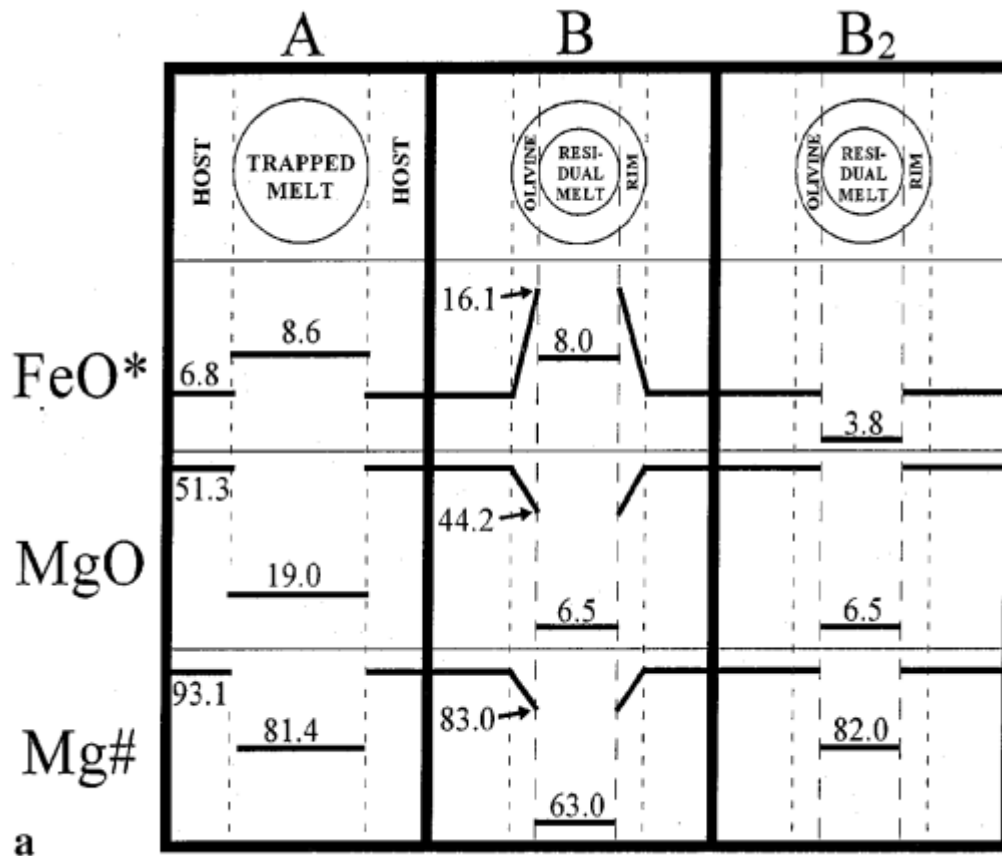 A B B₂
HOST TRAPPED MELT HOST
OLIVINE RESI-DUAL MELT RIM
OLIVINE RESI-DUAL MELT RIM
FeO*
6.8 8.6
16.1 8.0
3.8
MgO
51.3 19.0
44.2 6.5
6.5
Mg#
93.1 81.4
83.0 63.0
82.0
a